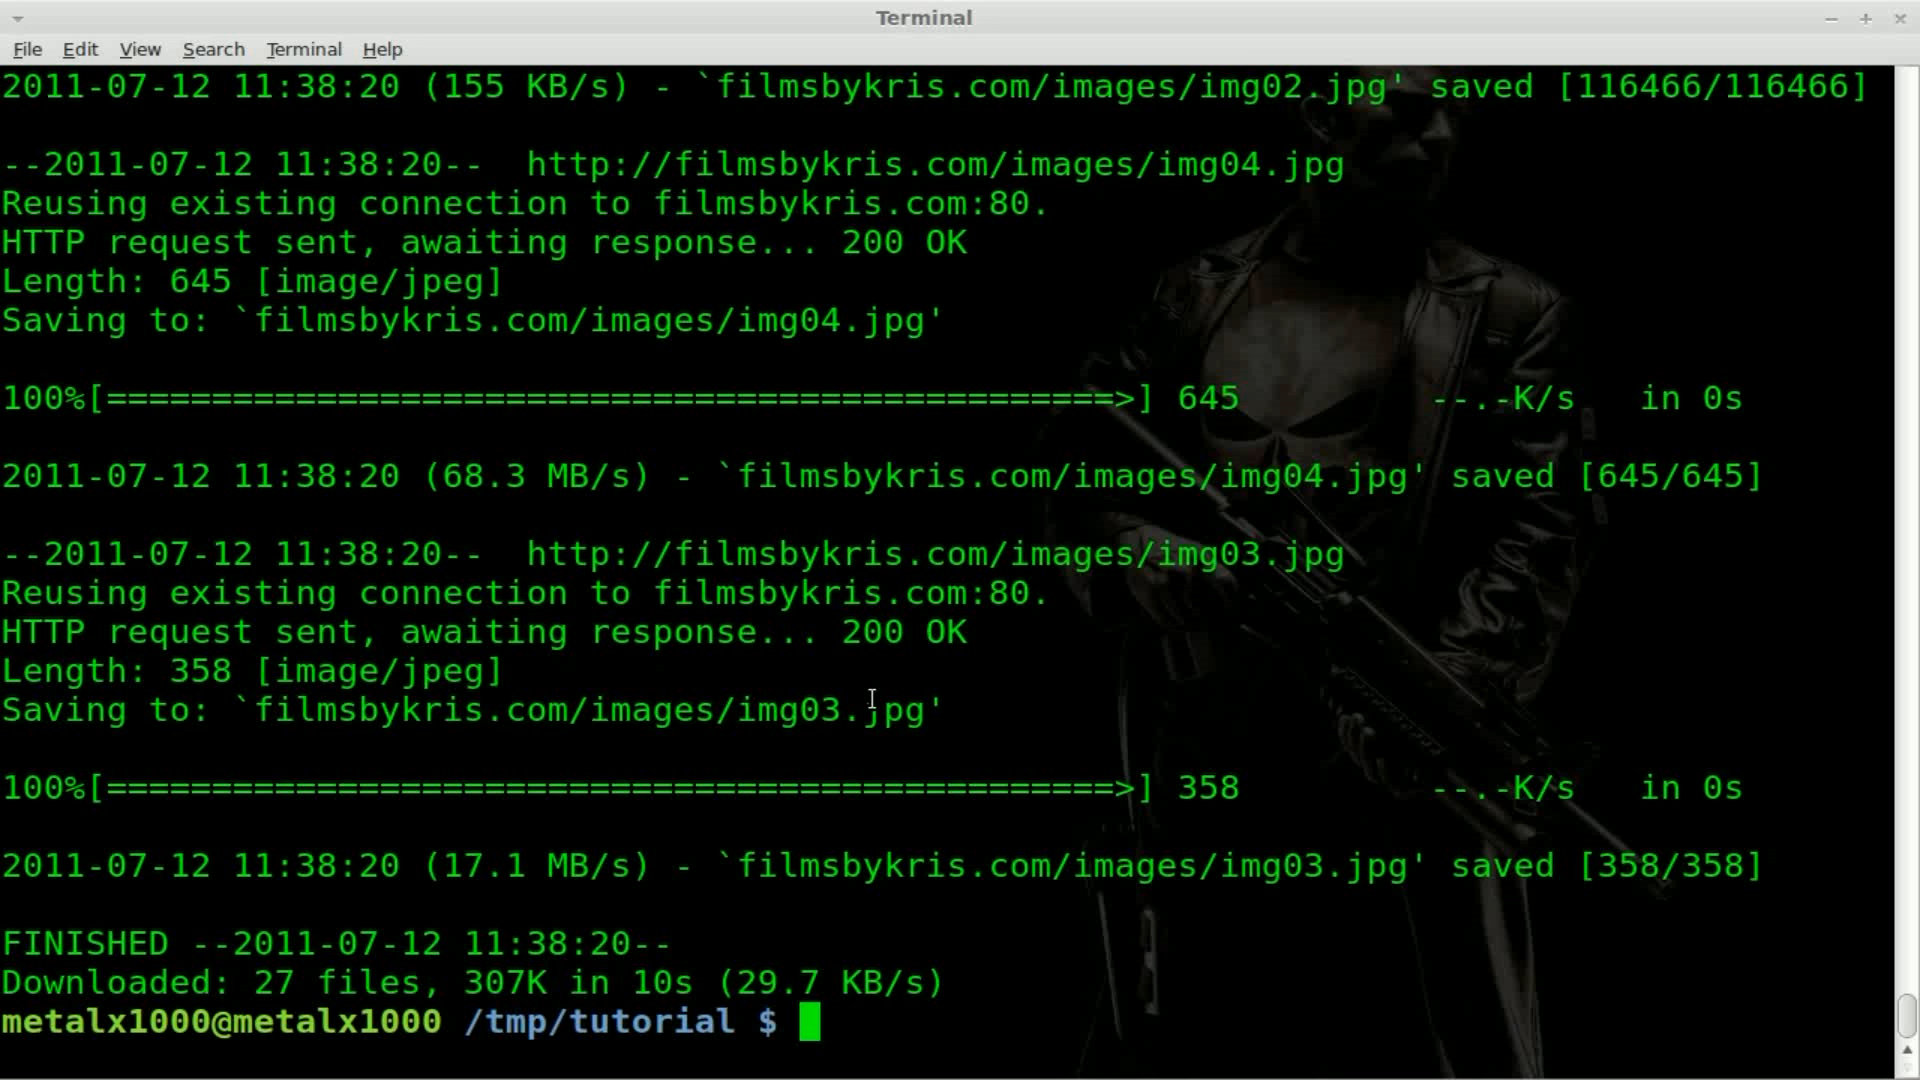 Terminal
File Edit View Search Terminal Help
2011-07-12 11:38:20 (155 KB/s) - `filmsbykris.com/images/img02.jpg' saved [116466/116466]
--2011-07-12 11:38:20--  http://filmsbykris.com/images/img04.jpg
Reusing existing connection to filmsbykris.com:80.
HTTP request sent, awaiting response... 200 OK
Length: 645 [image/jpeg]
Saving to: `filmsbykris.com/images/img04.jpg'
100%[================================================>] 645         --.-K/s   in 0s
2011-07-12 11:38:20 (68.3 MB/s) - `filmsbykris.com/images/img04.jpg' saved [645/645]
--2011-07-12 11:38:20--  http://filmsbykris.com/images/img03.jpg
Reusing existing connection to filmsbykris.com:80.
HTTP request sent, awaiting response... 200 OK
Length: 358 [image/jpeg]
Saving to: `filmsbykris.com/images/img03.jpg'
100%[================================================>] 358         --.-K/s   in 0s
2011-07-12 11:38:20 (17.1 MB/s) - `filmsbykris.com/images/img03.jpg' saved [358/358]
FINISHED --2011-07-12 11:38:20--
Downloaded: 27 files, 307K in 10s (29.7 KB/s)
metalx1000@metalx1000 /tmp/tutorial $